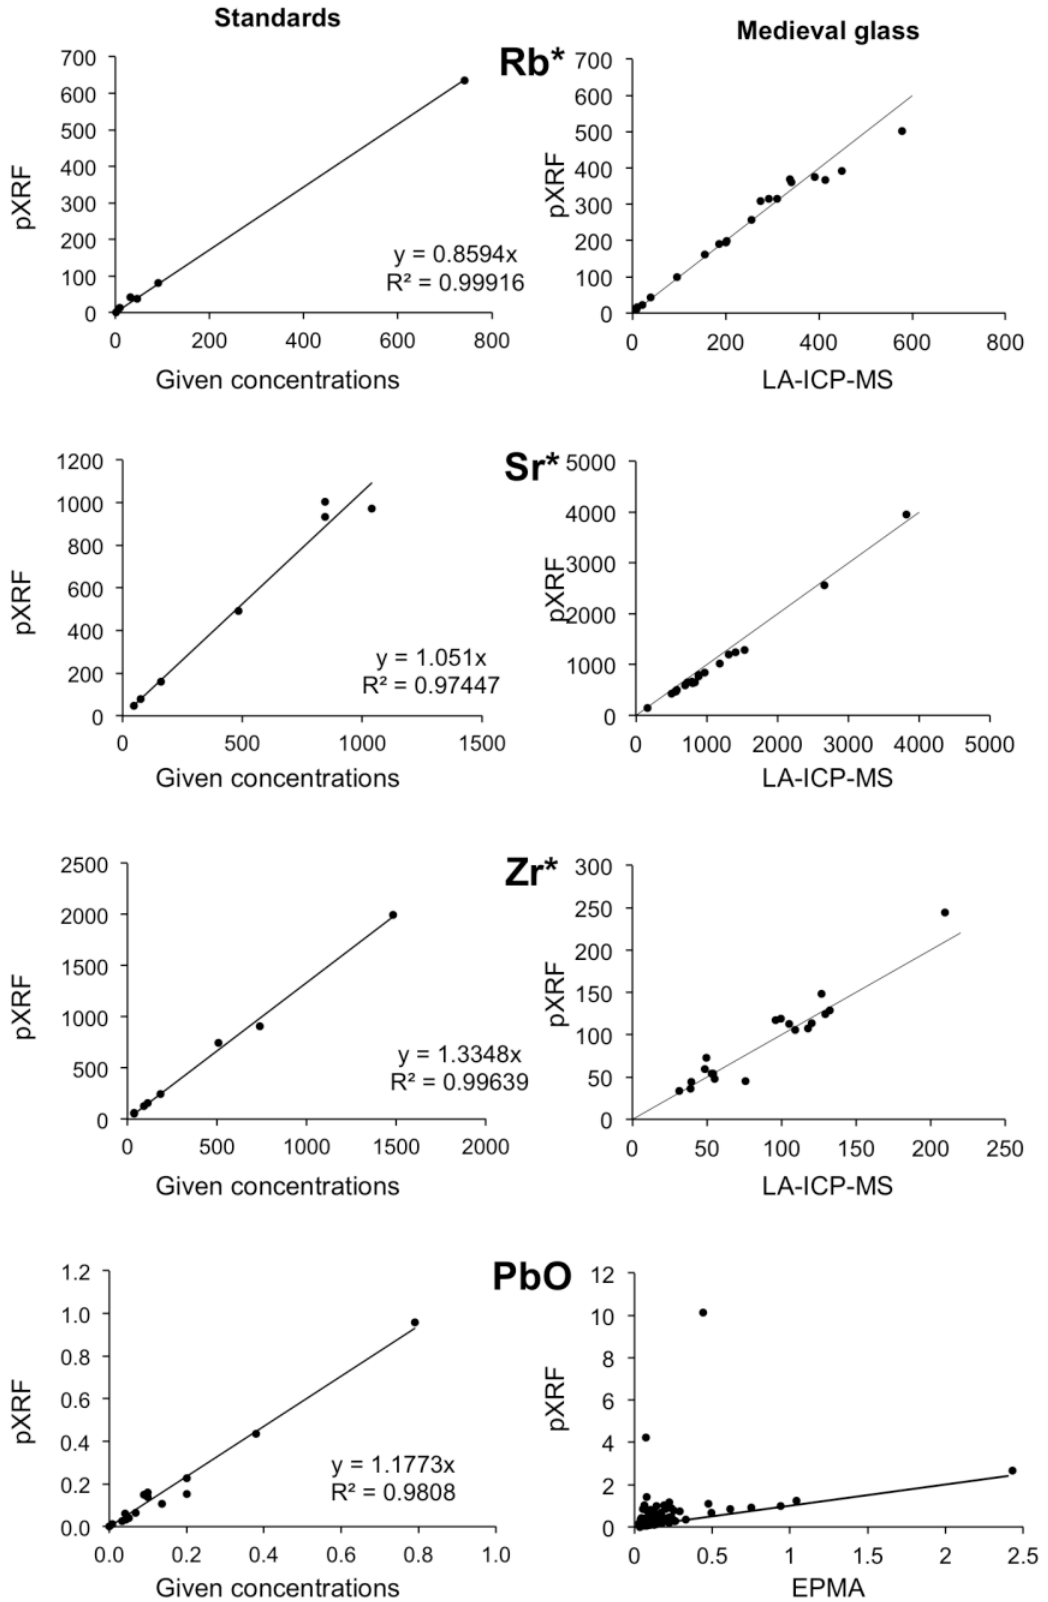 Standards
Medieval glass
Rb*
700
600
500
400
300
200
100
0
pXRF
0 200 400 600 800
Given concentrations
y = 0.8594x
R² = 0.99916
700
600
500
400
300
200
100
0
pXRF
0 200 400 600 800
LA-ICP-MS
Sr*
1200
1000
800
600
400
200
0
pXRF
0 500 1000 1500
Given concentrations
y = 1.051x
R² = 0.97447
5000
4000
3000
2000
1000
0
pXRF
0 1000 2000 3000 4000 5000
LA-ICP-MS
Zr*
2500
2000
1500
1000
500
0
pXRF
0 500 1000 1500 2000
Given concentrations
y = 1.3348x
R² = 0.99639
300
250
200
150
100
50
0
pXRF
0 50 100 150 200 250
LA-ICP-MS
PbO
1.2
1.0
0.8
0.6
0.4
0.2
0.0
pXRF
0.0 0.2 0.4 0.6 0.8 1.0
Given concentrations
y = 1.1773x
R² = 0.9808
12
10
8
6
4
2
0
pXRF
0 0.5 1 1.5 2 2.5
EPMA